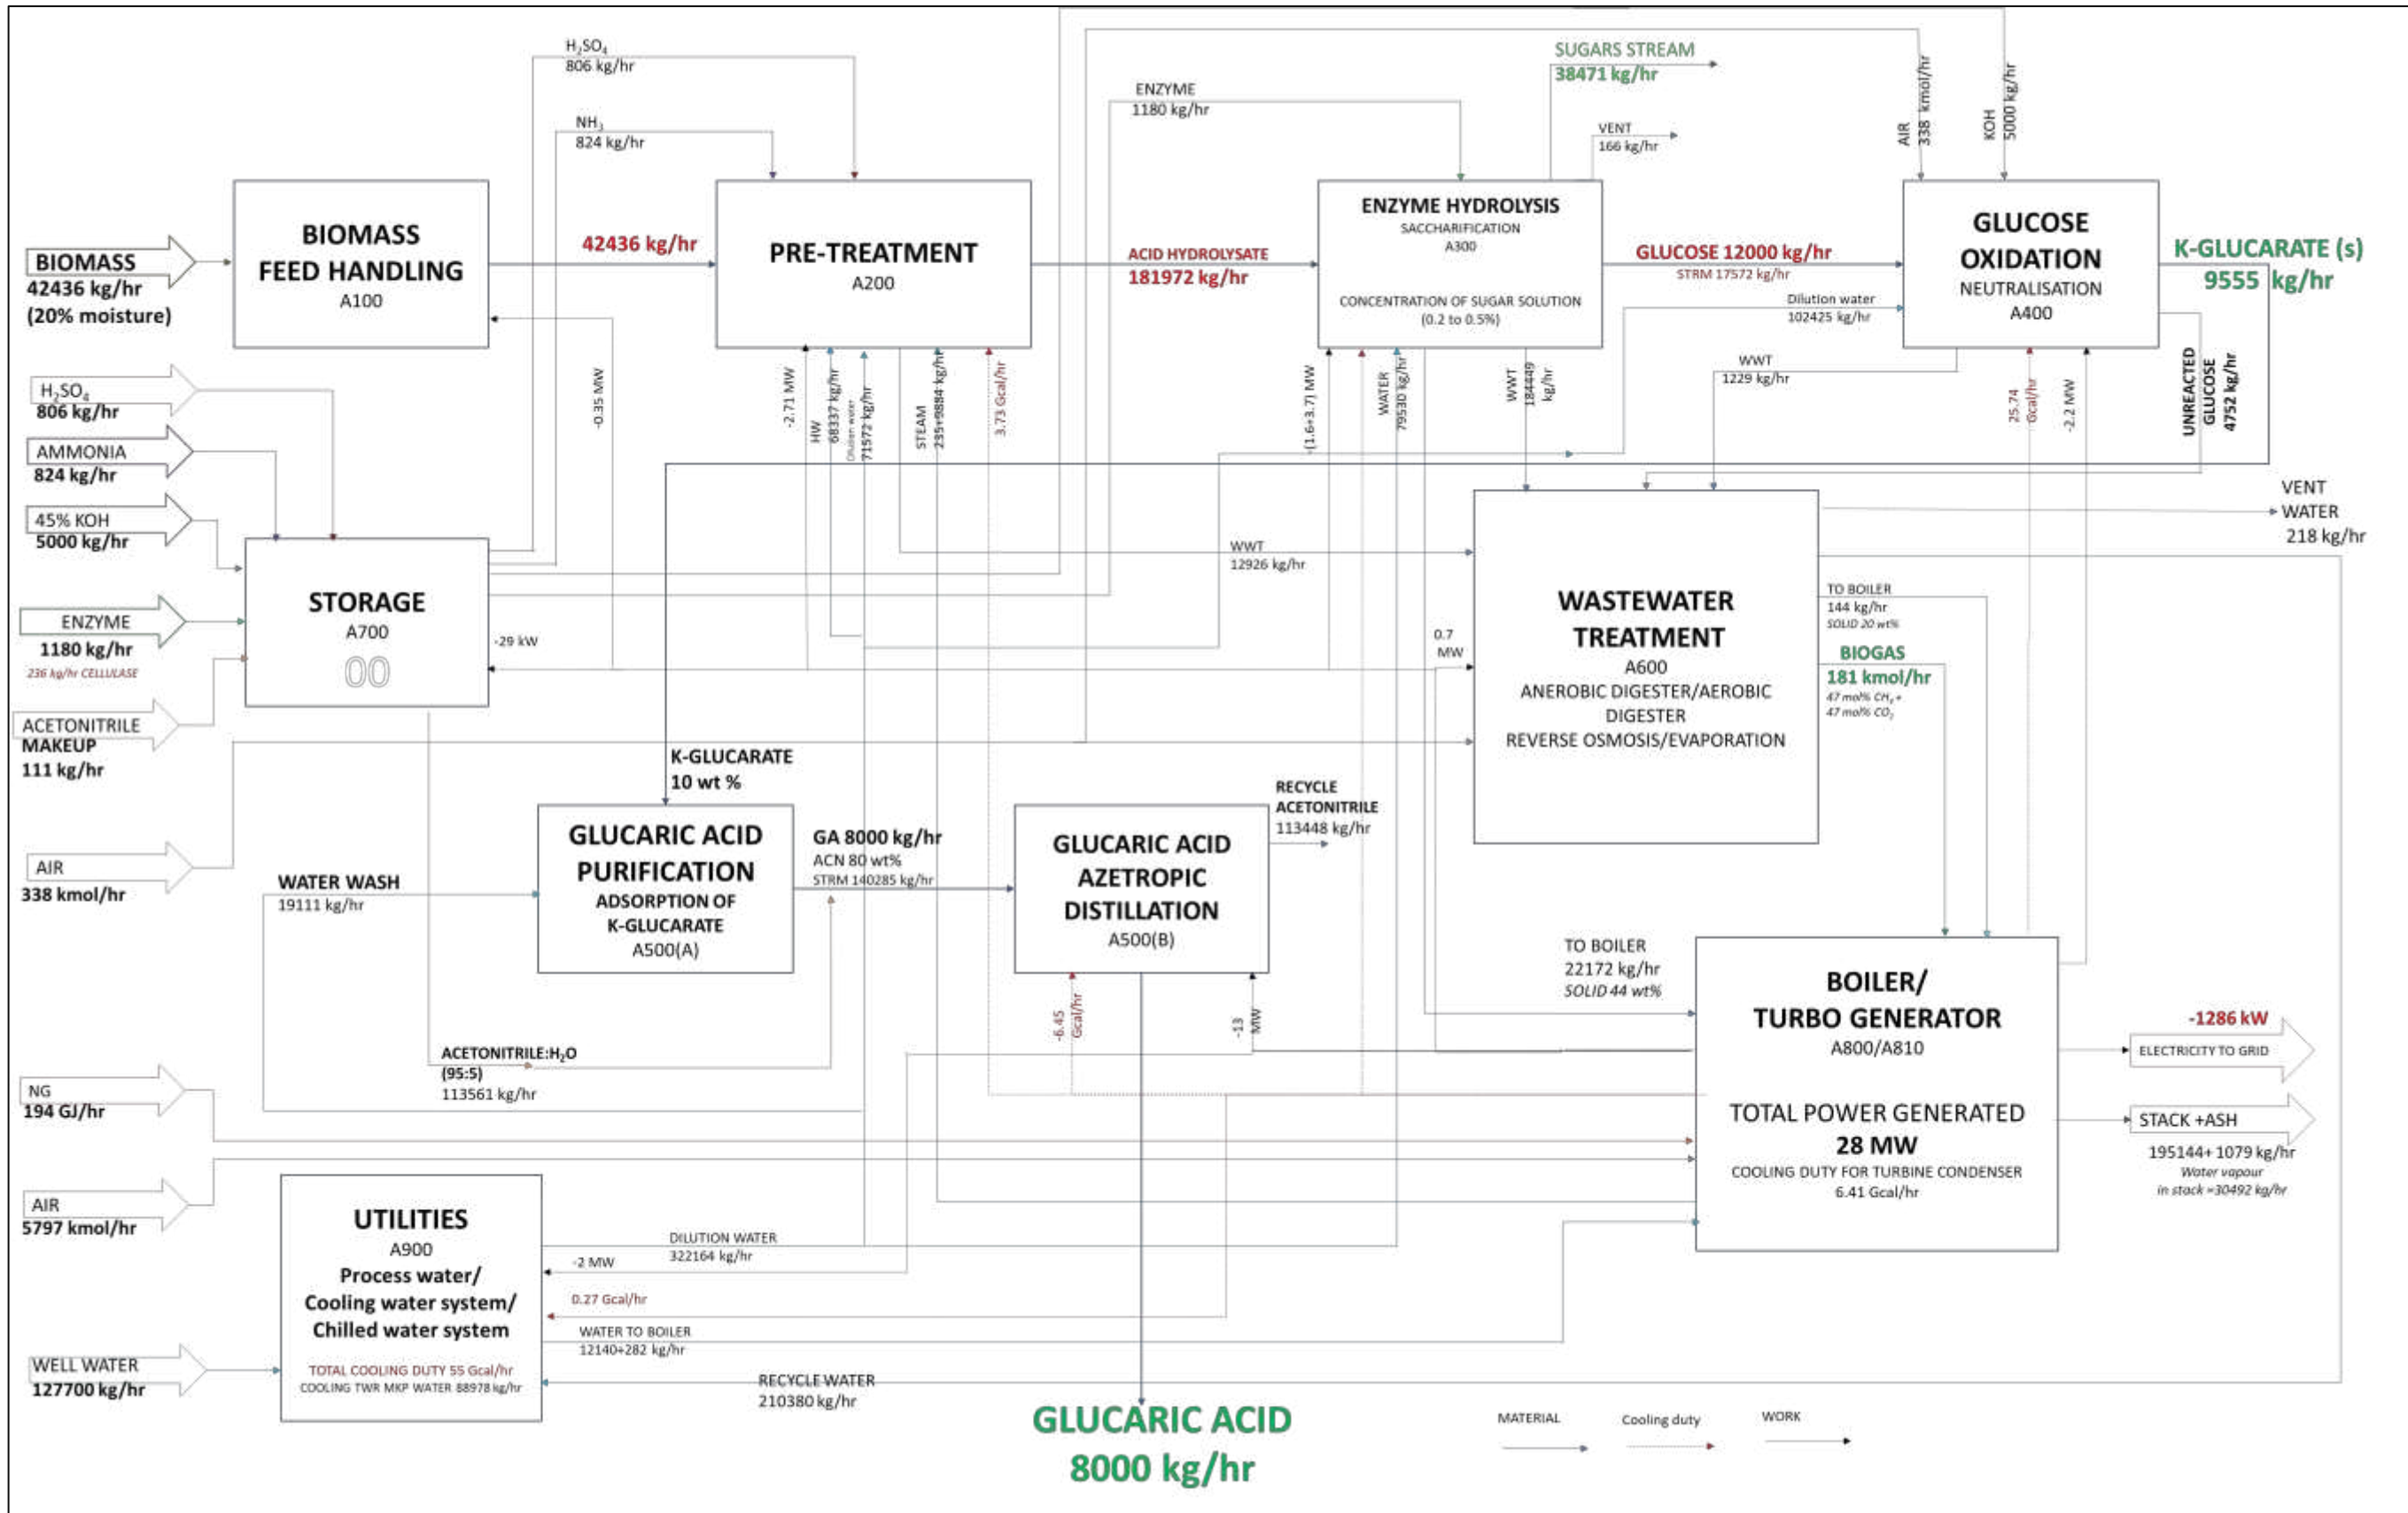 H₂SO₄
806 kg/hr
NH₃
824 kg/hr
ENZYME
1180 kg/hr
SUGARS STREAM
38471 kg/hr
VENT
166 kg/hr
AIR
338 kmol/hr
KOH
5000 kg/hr
BIOMASS
42436 kg/hr
(20% moisture)
BIOMASS
FEED HANDLING
A100
42436 kg/hr
PRE-TREATMENT
A200
ACID HYDROLYSATE
181972 kg/hr
ENZYME HYDROLYSIS
SACCHARIFICATION
A300
CONCENTRATION OF SUGAR SOLUTION
(0.2 to 0.5%)
GLUCOSE 12000 kg/hr
STRM 17572 kg/hr
Dilution water
102425 kg/hr
GLUCOSE
OXIDATION
NEUTRALISATION
A400
K-GLUCARATE (s)
9555 kg/hr
H₂SO₄
806 kg/hr
AMMONIA
824 kg/hr
45% KOH
5000 kg/hr
ENZYME
1180 kg/hr
236 kg/hr CELLULASE
ACETONITRILE
MAKEUP
111 kg/hr
STORAGE
A700
-29 kW
-0.35 MW
-2.71 MW
HW
68337 kg/hr
Dilution water
71572 kg/hr
STEAM
235+9884 kg/hr
3.73 Gcal/hr
-(1.6+3.7) MW
WATER
79530 kg/hr
WWT
184449
kg/hr
WWT
1229 kg/hr
25.74
Gcal/hr
-2.2 MW
UNREACTED
GLUCOSE
4752 kg/hr
WWT
12926 kg/hr
0.7
MW
WASTEWATER
TREATMENT
A600
ANEROBIC DIGESTER/AEROBIC
DIGESTER
REVERSE OSMOSIS/EVAPORATION
VENT
WATER
218 kg/hr
TO BOILER
144 kg/hr
SOLID 20 wt%
BIOGAS
181 kmol/hr
47 mol% CH₄ +
47 mol% CO₂
K-GLUCARATE
10 wt %
AIR
338 kmol/hr
WATER WASH
19111 kg/hr
GLUCARIC ACID
PURIFICATION
ADSORPTION OF
K-GLUCARATE
A500(A)
GA 8000 kg/hr
ACN 80 wt%
STRM 140285 kg/hr
GLUCARIC ACID
AZETROPIC
DISTILLATION
A500(B)
RECYCLE
ACETONITRILE
113448 kg/hr
-6.45
Gcal/hr
-13
MW
TO BOILER
22172 kg/hr
SOLID 44 wt%
ACETONITRILE:H₂O
(95:5)
113561 kg/hr
NG
194 GJ/hr
AIR
5797 kmol/hr
BOILER/
TURBO GENERATOR
A800/A810
TOTAL POWER GENERATED
28 MW
COOLING DUTY FOR TURBINE CONDENSER
6.41 Gcal/hr
-1286 kW
ELECTRICITY TO GRID
STACK +ASH
195144+ 1079 kg/hr
Water vapour
in stack =30492 kg/hr
UTILITIES
A900
Process water/
Cooling water system/
Chilled water system
TOTAL COOLING DUTY 55 Gcal/hr
COOLING TWR MKP WATER 88978 kg/hr
WELL WATER
127700 kg/hr
DILUTION WATER
322164 kg/hr
-2 MW
0.27 Gcal/hr
WATER TO BOILER
12140+282 kg/hr
RECYCLE WATER
210380 kg/hr
GLUCARIC ACID
8000 kg/hr
MATERIAL
Cooling duty
WORK